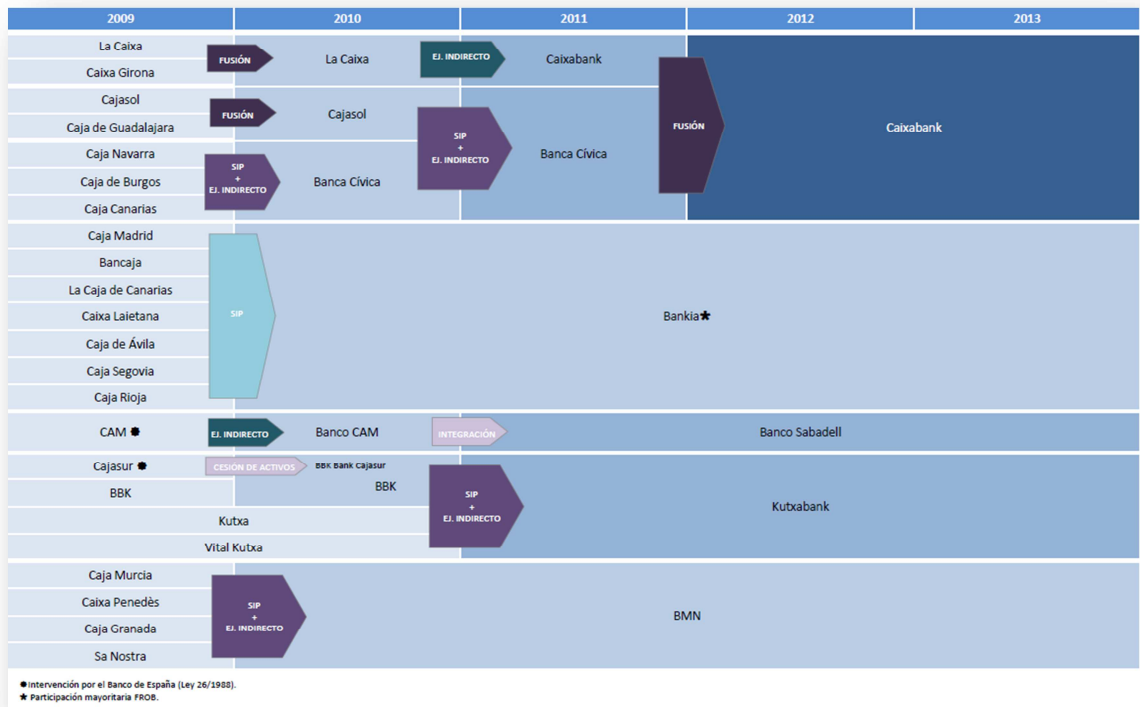 2009 2010 2011 2012 2013
La Caixa
Caixa Girona
FUSIÓN
La Caixa
EJ. INDIRECTO
Caixabank
Cajasol
Caja de Guadalajara
FUSIÓN
Cajasol
Caja Navarra
Caja de Burgos
Caja Canarias
SIP
+
EJ. INDIRECTO
Banca Cívica
SIP
+
EJ. INDIRECTO
Banca Cívica
FUSIÓN
Caixabank
Caja Madrid
Bancaja
La Caja de Canarias
Caixa Laietana
Caja de Ávila
Caja Segovia
Caja Rioja
SIP
Bankia★
CAM ✹
EJ. INDIRECTO
Banco CAM
INTEGRACIÓN
Banco Sabadell
Cajasur ✹
CESIÓN DE ACTIVOS
BBK Bank Cajasur
BBK
BBK
Kutxa
Vital Kutxa
SIP
+
EJ. INDIRECTO
Kutxabank
Caja Murcia
Caixa Penedès
Caja Granada
Sa Nostra
SIP
+
EJ. INDIRECTO
BMN
✹Intervención por el Banco de España (Ley 26/1988).
★ Participación mayoritaria FROB.